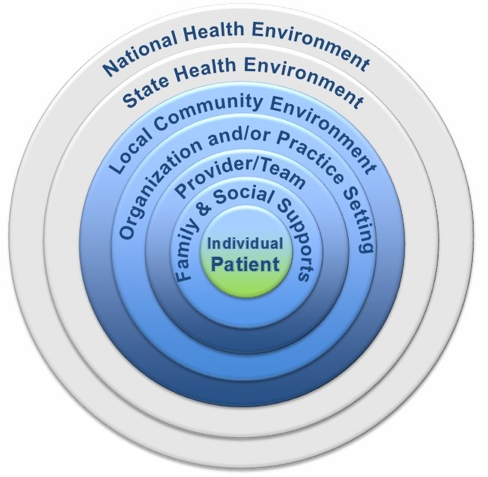 National Health Environment
State Health Environment
Local Community Environment
Organization and/or Practice Setting
Provider/Team
Family & Social Supports
Individual
Patient